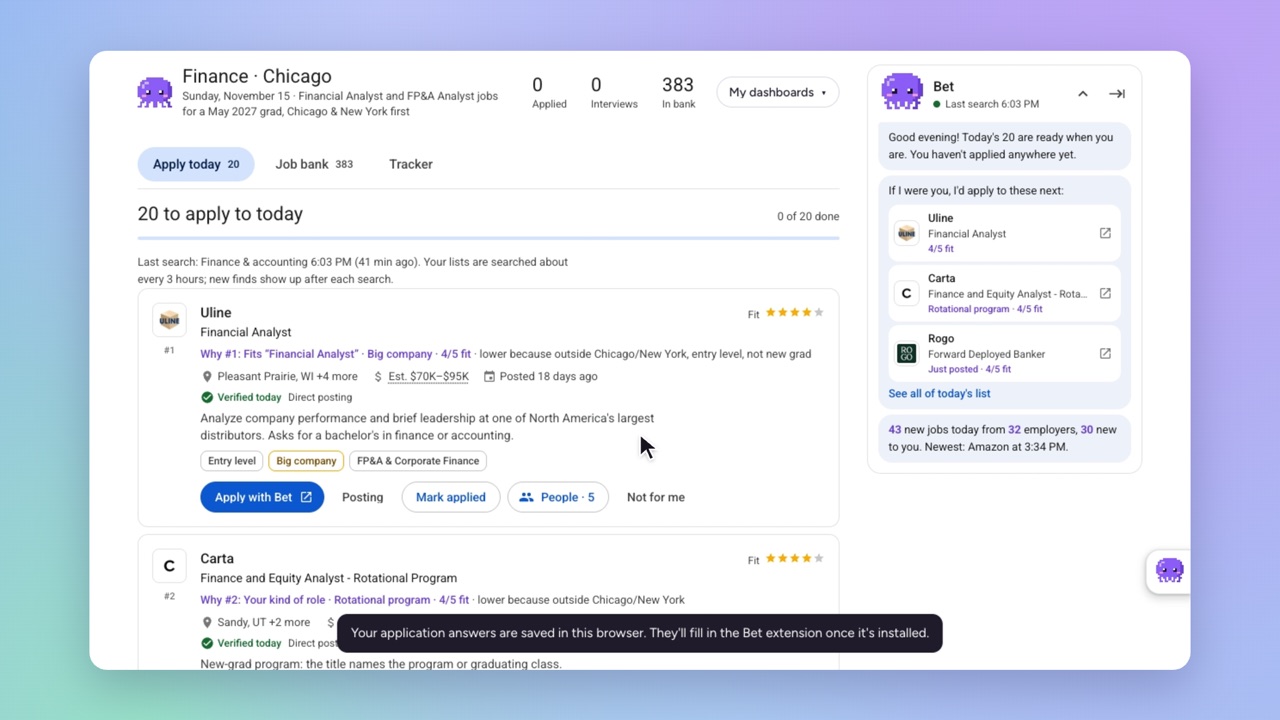 Finance · Chicago
Sunday, November 15 · Financial Analyst and FP&A Analyst jobs
for a May 2027 grad, Chicago & New York first
0
Applied
0
Interviews
383
In bank
My dashboards ▾
Apply today 20
Job bank 383
Tracker
20 to apply to today
0 of 20 done
Last search: Finance & accounting 6:03 PM (41 min ago). Your lists are searched about
every 3 hours; new finds show up after each search.
ULINE
#1
Uline
Fit
Financial Analyst
Why #1: Fits “Financial Analyst” · Big company · 4/5 fit · lower because outside Chicago/New York, entry level, not new grad
Pleasant Prairie, WI +4 more
$ Est. $70K–$95K
Posted 18 days ago
Verified today Direct posting
Analyze company performance and brief leadership at one of North America's largest
distributors. Asks for a bachelor's in finance or accounting.
Entry level
Big company
FP&A & Corporate Finance
Apply with Bet
Posting
Mark applied
People · 5
Not for me
C
#2
Carta
Fit
Finance and Equity Analyst - Rotational Program
Why #2: Your kind of role · Rotational program · 4/5 fit · lower because outside Chicago/New York
Sandy, UT +2 more
$
Verified today Direct post
New-grad program: the title names the program or graduating class.
Your application answers are saved in this browser. They'll fill in the Bet extension once it's installed.
Bet
Last search 6:03 PM
Good evening! Today's 20 are ready when you
are. You haven't applied anywhere yet.
If I were you, I'd apply to these next:
ULINE
Uline
Financial Analyst
4/5 fit
C
Carta
Finance and Equity Analyst - Rota...
Rotational program · 4/5 fit
RO
GO
Rogo
Forward Deployed Banker
Just posted · 4/5 fit
See all of today's list
43 new jobs today from 32 employers, 30 new
to you. Newest: Amazon at 3:34 PM.